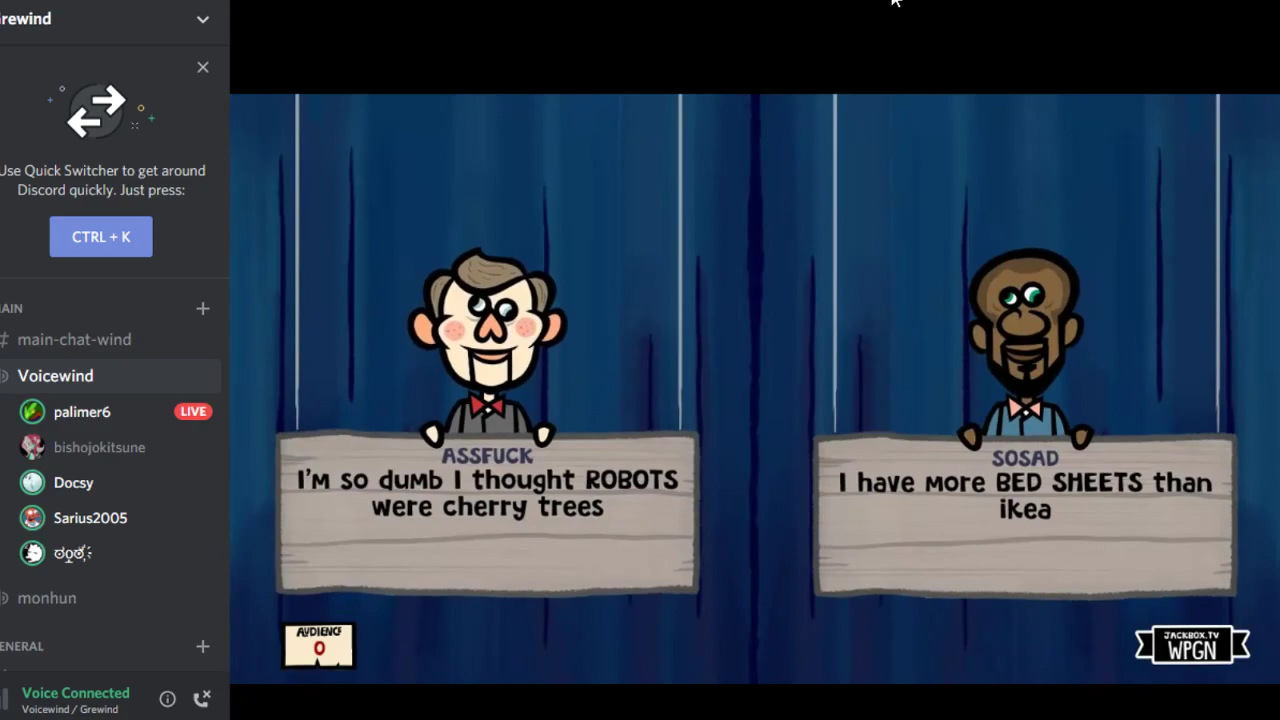 rewind
Use Quick Switcher to get around
Discord quickly. Just press:
CTRL + K
AIN
# main-chat-wind
Voicewind
palimer6 LIVE
bishojokitsune
Docsy
Sarius2005
monhun
ENERAL
Voice Connected
Voicewind / Grewind
ASSFUCK
I'm so dumb I thought ROBOTS
were cherry trees
SOSAD
I have more BED SHEETS than
ikea
AUDIENCE
0
JACKBOX.TV
WPGN